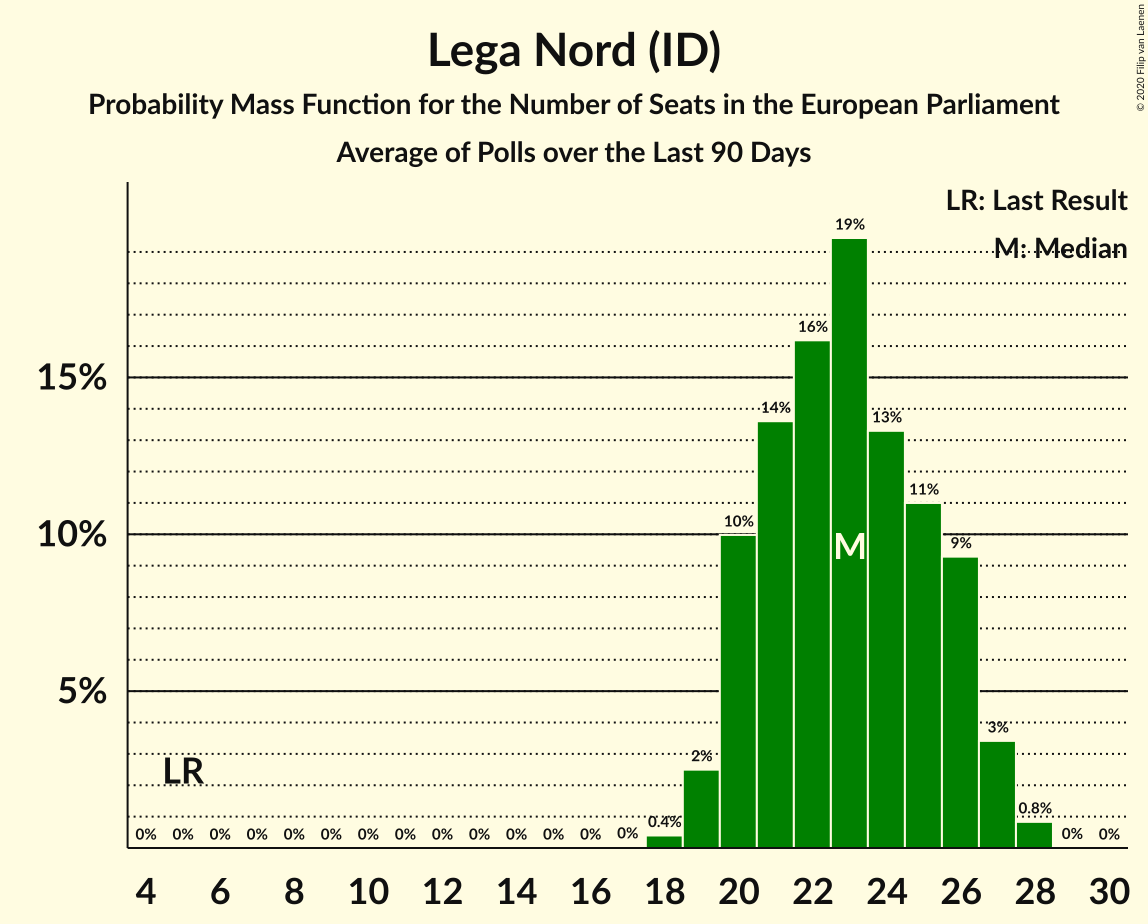 Lega Nord (ID)
Probability Mass Function for the Number of Seats in the European Parliament
Average of Polls over the Last 90 Days
© 2020 Filip van Laenen
LR: Last Result
M: Median
19%
16%
15%
14%
13%
11%
10%
10%
9%
M
5%
3%
2%
LR
0.8%
0.4%
0% 0% 0% 0% 0% 0% 0% 0% 0% 0% 0% 0% 0% 0% 0% 0%
4 6 8 10 12 14 16 18 20 22 24 26 28 30